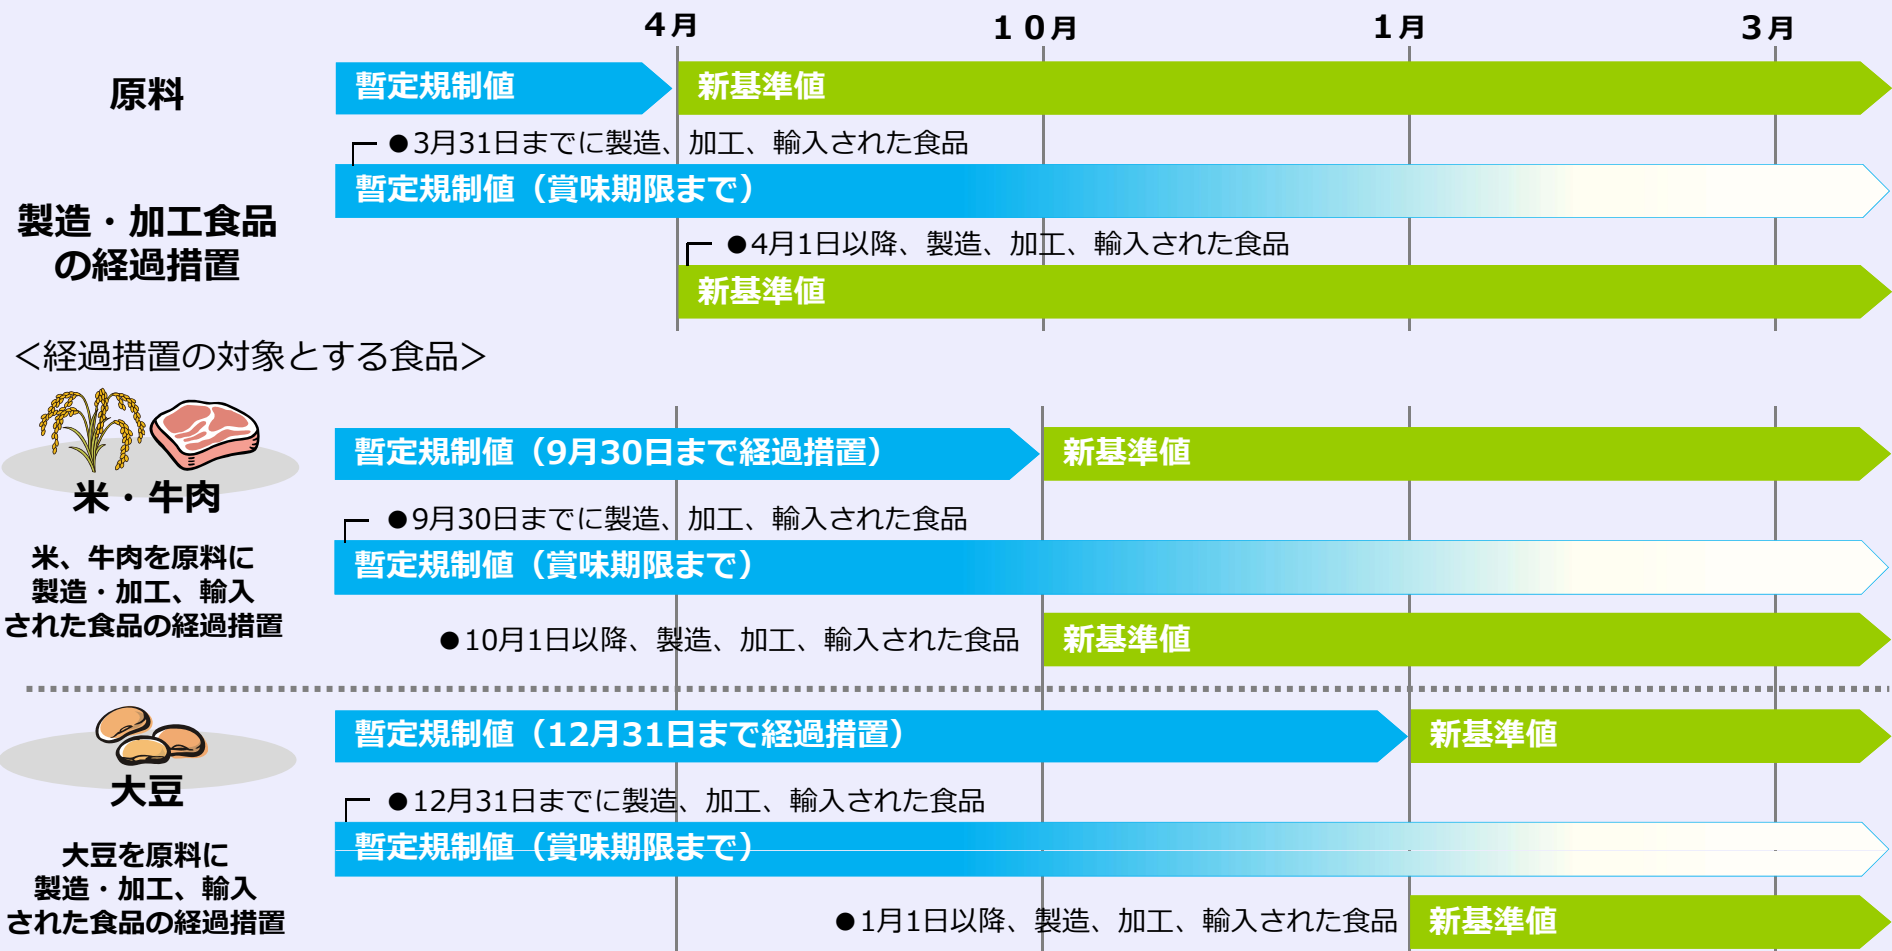 ４月
１０月
１月
３月
原料
暫定規制値
新基準値
●3月31日までに製造、加工、輸入された食品
製造・加工食品
の経過措置
暫定規制値（賞味期限まで）
●4月1日以降、製造、加工、輸入された食品
新基準値
＜経過措置の対象とする食品＞
米・牛肉
暫定規制値（9月30日まで経過措置）
新基準値
●9月30日までに製造、加工、輸入された食品
米、牛肉を原料に
製造・加工、輸入
された食品の経過措置
暫定規制値（賞味期限まで）
●10月1日以降、製造、加工、輸入された食品
新基準値
大豆
暫定規制値（12月31日まで経過措置）
新基準値
●12月31日までに製造、加工、輸入された食品
大豆を原料に
製造・加工、輸入
された食品の経過措置
暫定規制値（賞味期限まで）
●1月1日以降、製造、加工、輸入された食品
新基準値